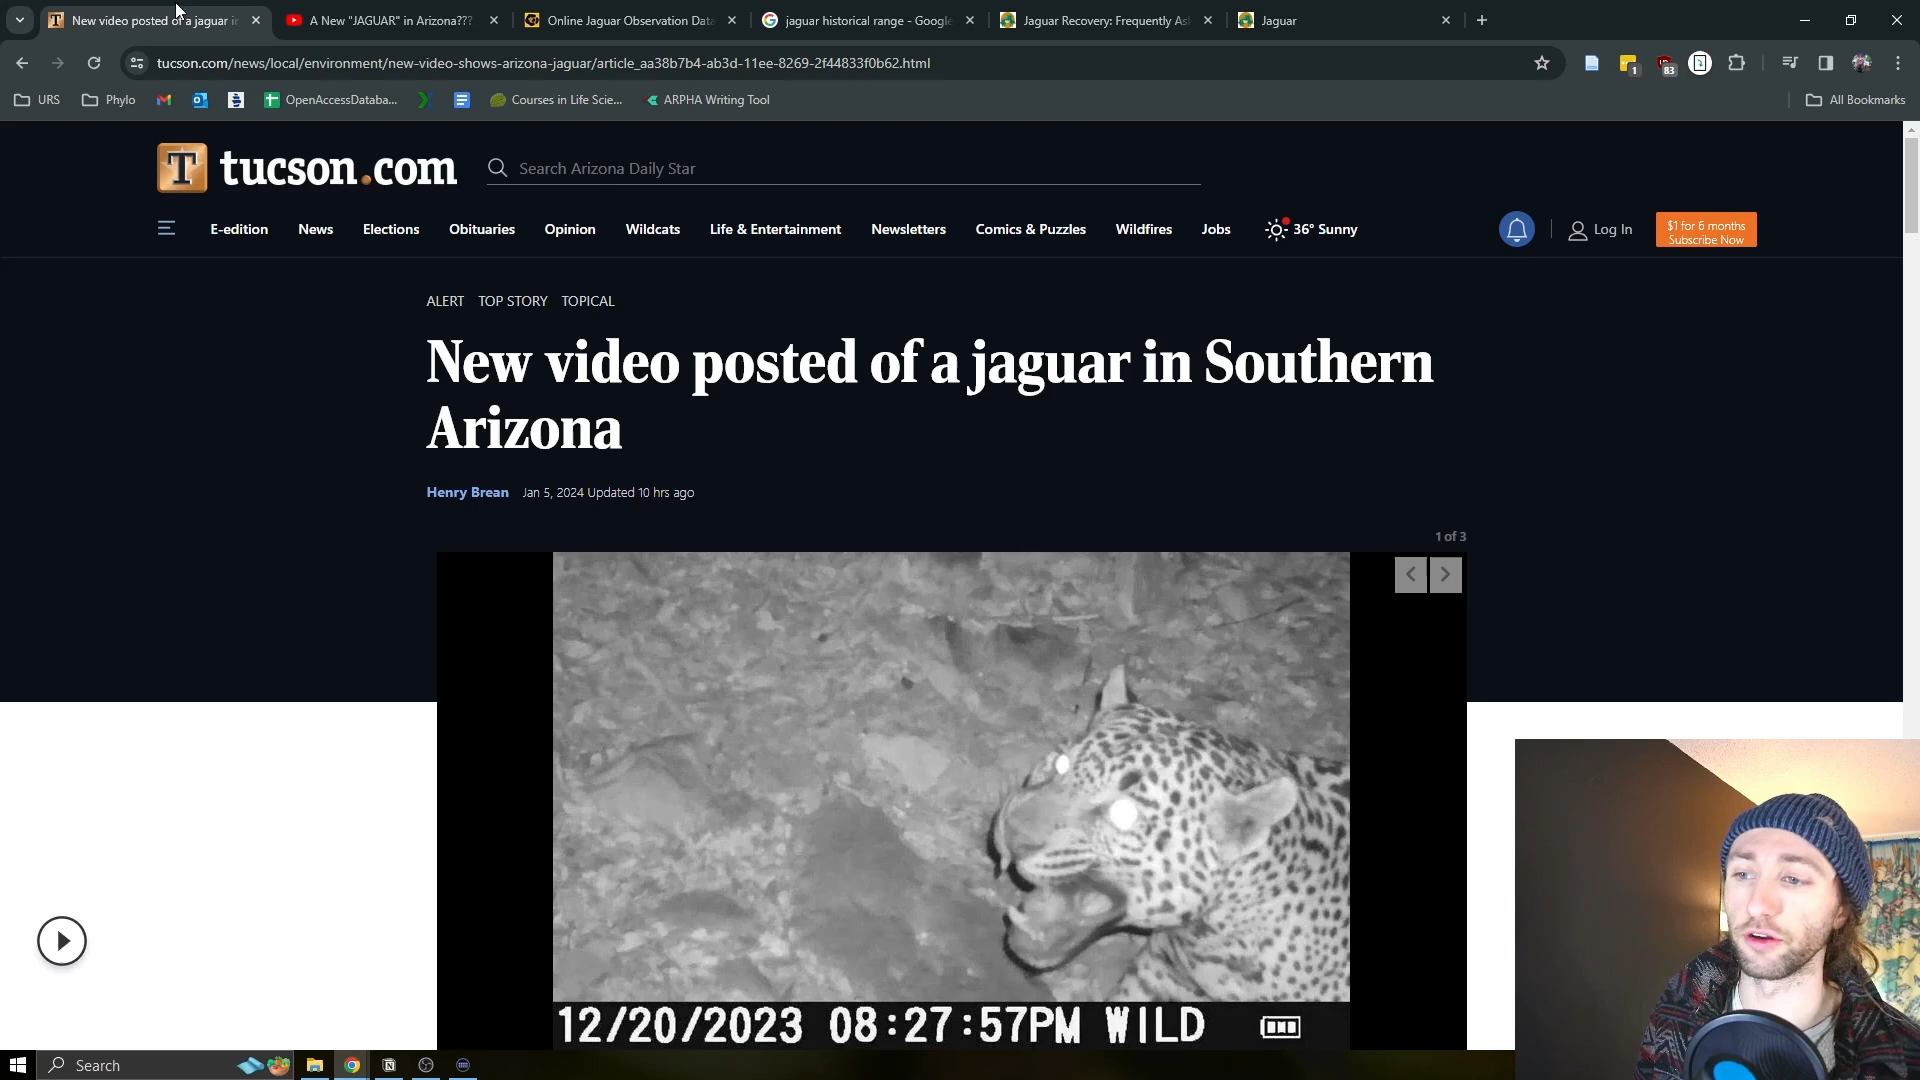 New video posted of a jaguar in
A New "JAGUAR" in Arizona???
Online Jaguar Observation Data
jaguar historical range - Google
Jaguar Recovery: Frequently As
Jaguar
tucson.com/news/local/environment/new-video-shows-arizona-jaguar/article_aa38b7b4-ab3d-11ee-8269-2f44833f0b62.html
1
83
URS
Phylo
OpenAccessDataba...
Courses in Life Scie...
ARPHA Writing Tool
All Bookmarks
T tucson.com
Search Arizona Daily Star
E-edition
News
Elections
Obituaries
Opinion
Wildcats
Life & Entertainment
Newsletters
Comics & Puzzles
Wildfires
Jobs
36° Sunny
Log In
$1 for 6 months
Subscribe Now
ALERT TOP STORY TOPICAL
New video posted of a jaguar in Southern
Arizona
Henry Brean Jan 5, 2024 Updated 10 hrs ago
1 of 3
12/20/2023 08:27:57PM WILD
Search